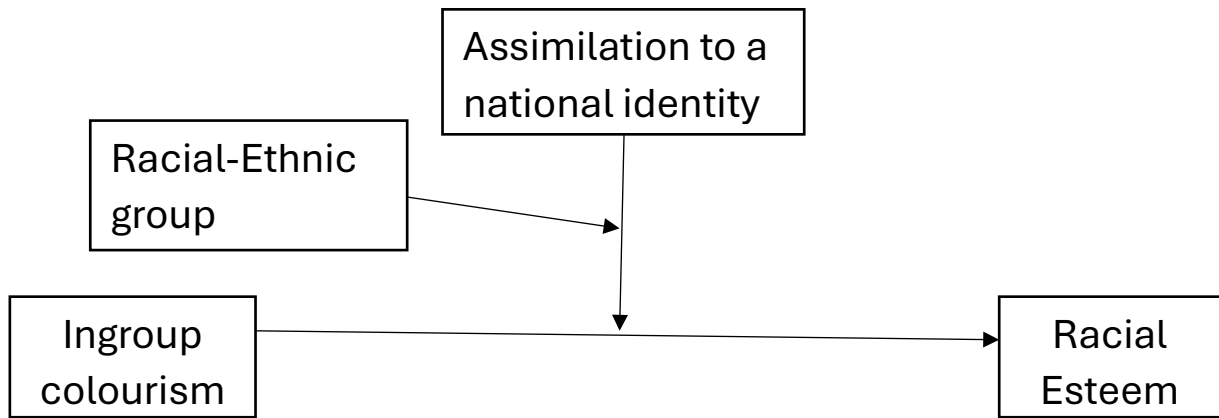 Assimilation to a
national identity
Racial-Ethnic
group
Ingroup
colourism
Racial
Esteem